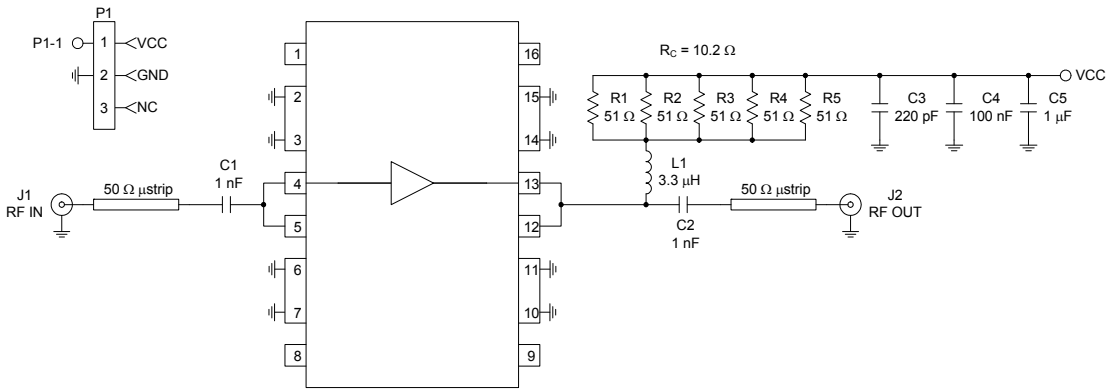 P1
P1-1
1
VCC
2
GND
3
NC
J1
RF IN
50 Ω μstrip
C1
1 nF
1
2
3
4
5
6
7
8
16
15
14
13
12
11
10
9
R_C = 10.2 Ω
R1
51 Ω
R2
51 Ω
R3
51 Ω
R4
51 Ω
R5
51 Ω
C3
220 pF
C4
100 nF
C5
1 μF
VCC
L1
3.3 μH
C2
1 nF
50 Ω μstrip
J2
RF OUT